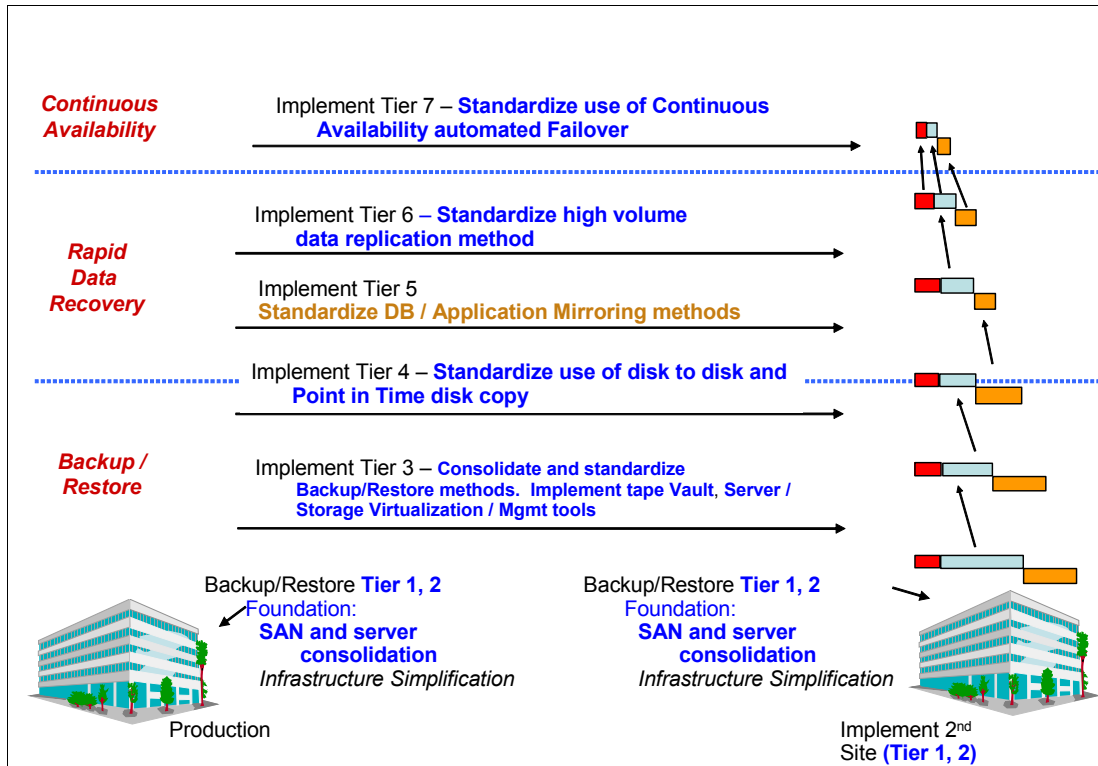 Continuous
Availability
Implement Tier 7 – Standardize use of Continuous
Availability automated Failover
Rapid
Data
Recovery
Implement Tier 6 – Standardize high volume
data replication method
Implement Tier 5
Standardize DB / Application Mirroring methods
Implement Tier 4 – Standardize use of disk to disk and
Point in Time disk copy
Backup /
Restore
Implement Tier 3 – Consolidate and standardize
Backup/Restore methods. Implement tape Vault, Server /
Storage Virtualization / Mgmt tools
Backup/Restore Tier 1, 2
Foundation:
SAN and server
consolidation
Infrastructure Simplification
Production
Backup/Restore Tier 1, 2
Foundation:
SAN and server
consolidation
Infrastructure Simplification
Implement 2nd
Site (Tier 1, 2)